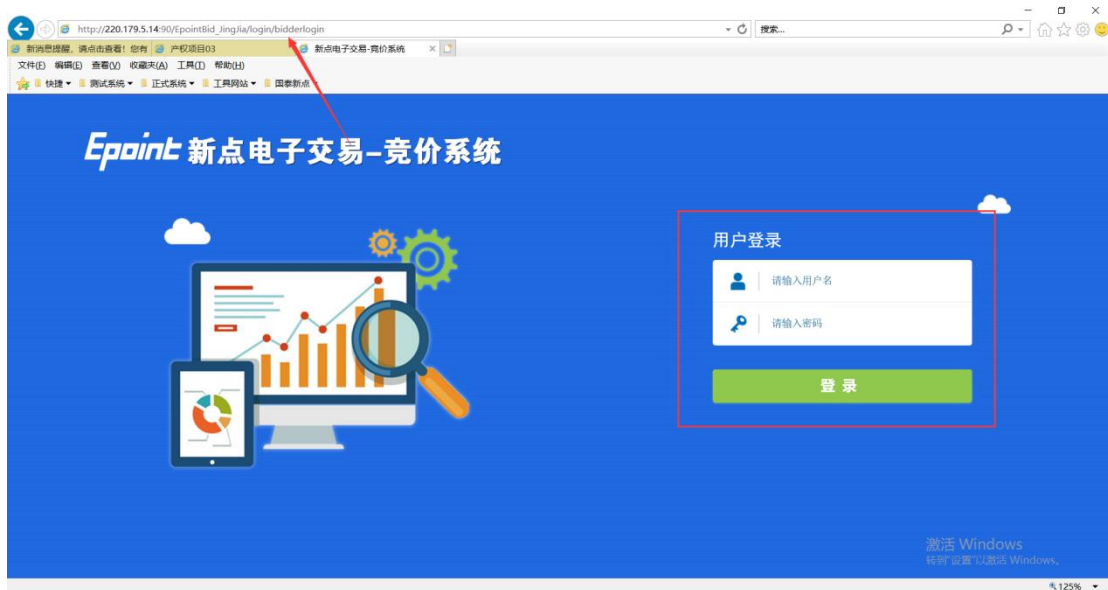 http://220.179.5.14:90/EpointBid_JingJia/login/bidderlogin
搜索...
新消息提醒，请点击查看！您有
产权项目03
新点电子交易-竞价系统
文件(F) 编辑(E) 查看(V) 收藏夹(A) 工具(T) 帮助(H)
快捷 测试系统 正式系统 工具网站 国泰新点
Epoint 新点电子交易-竞价系统
用户登录
请输入用户名
请输入密码
登 录
激活 Windows
转到"设置"以激活 Windows。
125%